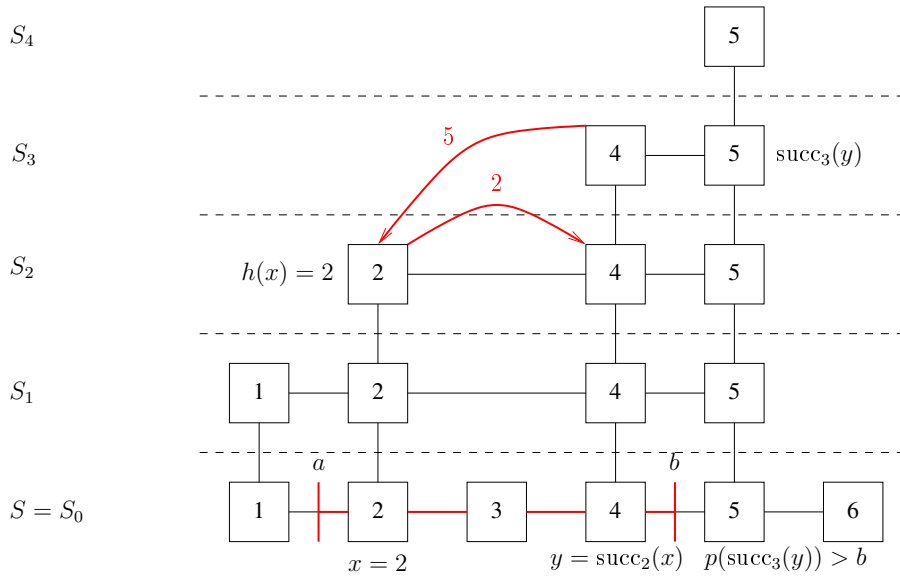 S₄ 5
5
S₃ 4 5 succ₃(y)
2
S₂ h(x) = 2 2 4 5
S₁ 1 2 4 5
a b
S = S₀ 1 2 3 4 5 6
x = 2 y = succ₂(x) p(succ₃(y)) > b